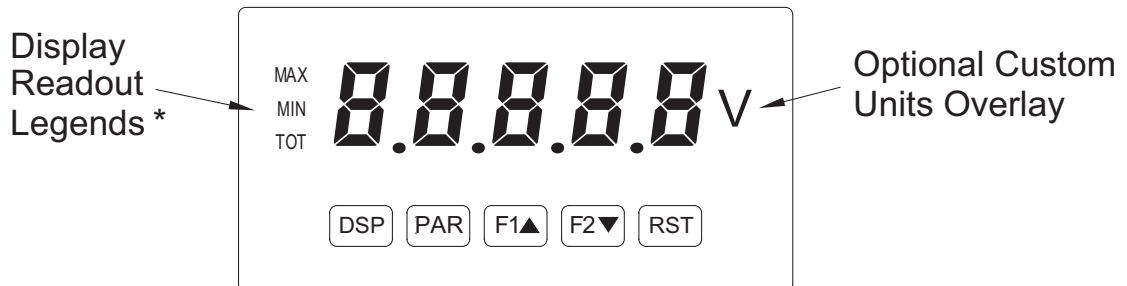 Display
Readout
Legends *
MAX
MIN
TOT
8.8.8.8.8 V
Optional Custom
Units Overlay
DSP PAR F1▲ F2▼ RST